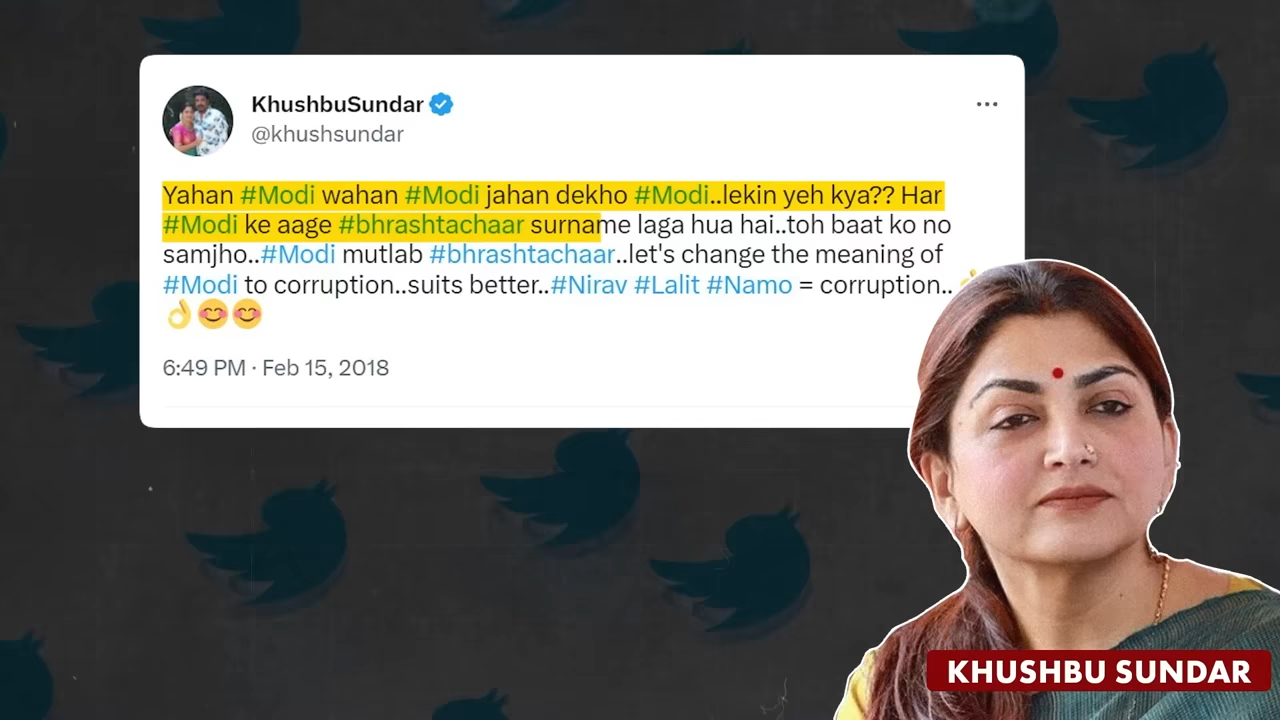 KhushbuSundar
@khushsundar
Yahan #Modi wahan #Modi jahan dekho #Modi..lekin yeh kya?? Har
#Modi ke aage #bhrashtachaar surname laga hua hai..toh baat ko no
samjho..#Modi mutlab #bhrashtachaar..let's change the meaning of
#Modi to corruption..suits better..#Nirav #Lalit #Namo = corruption..👌
👌😊😊
6:49 PM · Feb 15, 2018
KHUSHBU SUNDAR